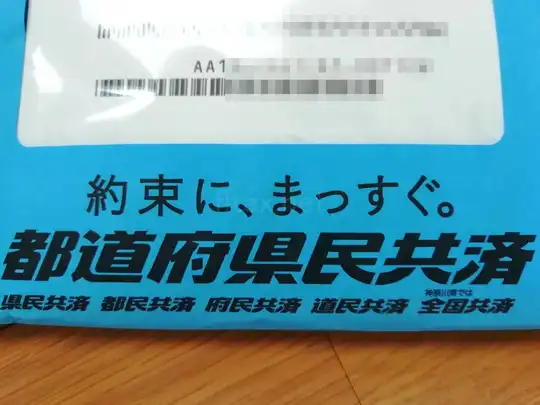 AA1
約束に、まっすぐ。
都道府県民共済
神奈川県では
県民共済 都民共済 府民共済 道民共済 全国共済